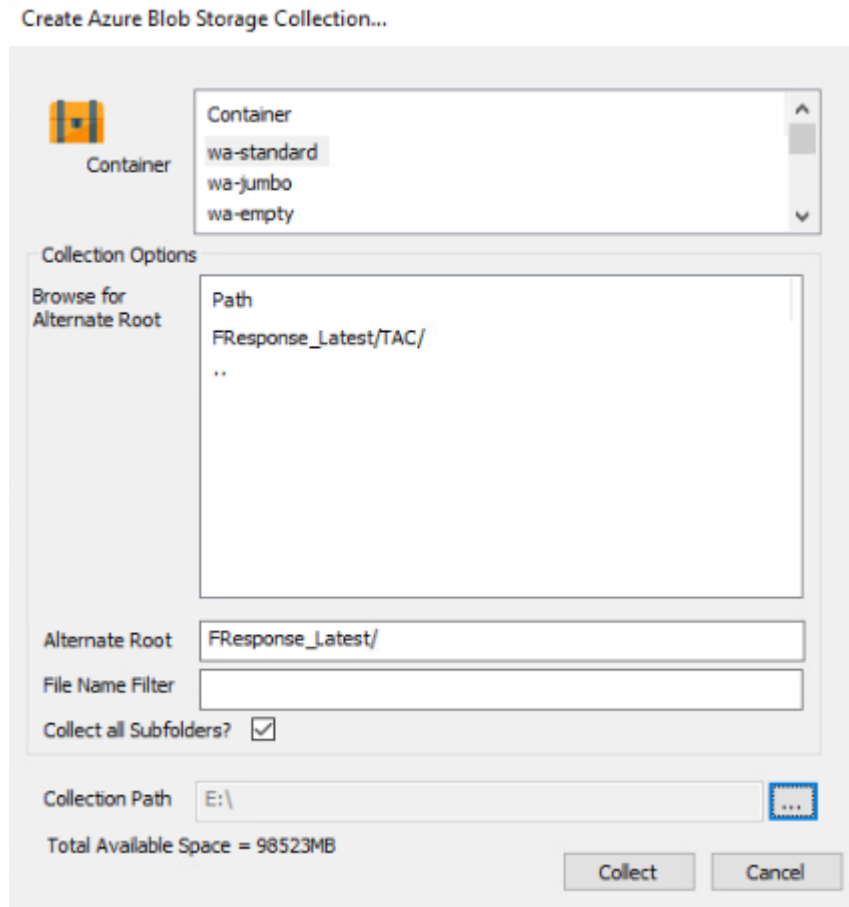 Create Azure Blob Storage Collection...
Container
Container
wa-standard
wa-jumbo
wa-empty
Collection Options
Browse for
Alternate Root
Path
FResponse_Latest/TAC/
..
Alternate Root
FResponse_Latest/
File Name Filter
Collect all Subfolders?
Collection Path
E:\
...
Total Available Space = 98523MB
Collect
Cancel